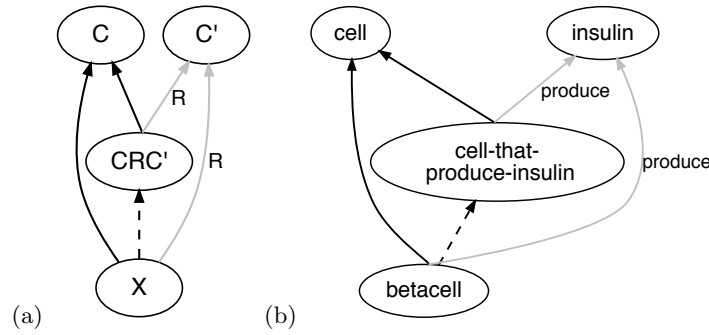 C
C'
R
CRC'
R
X
(a)
cell
insulin
produce
cell-that-
produce-insulin
produce
betacell
(b)